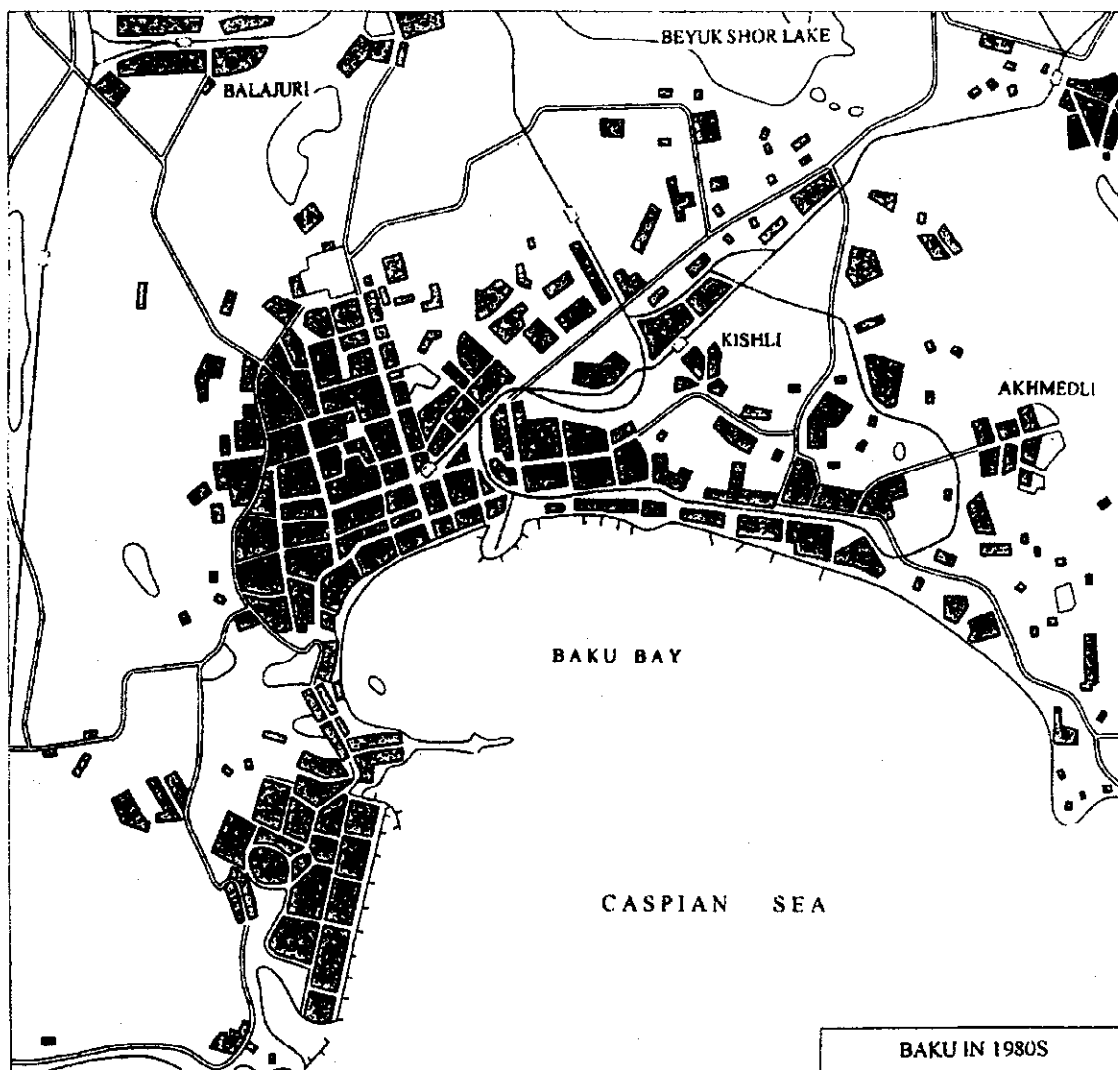 BEYUK SHOR LAKE
BALAJURI
KISHLI
AKHMEDLI
BAKU BAY
CASPIAN SEA
BAKU IN 1980S